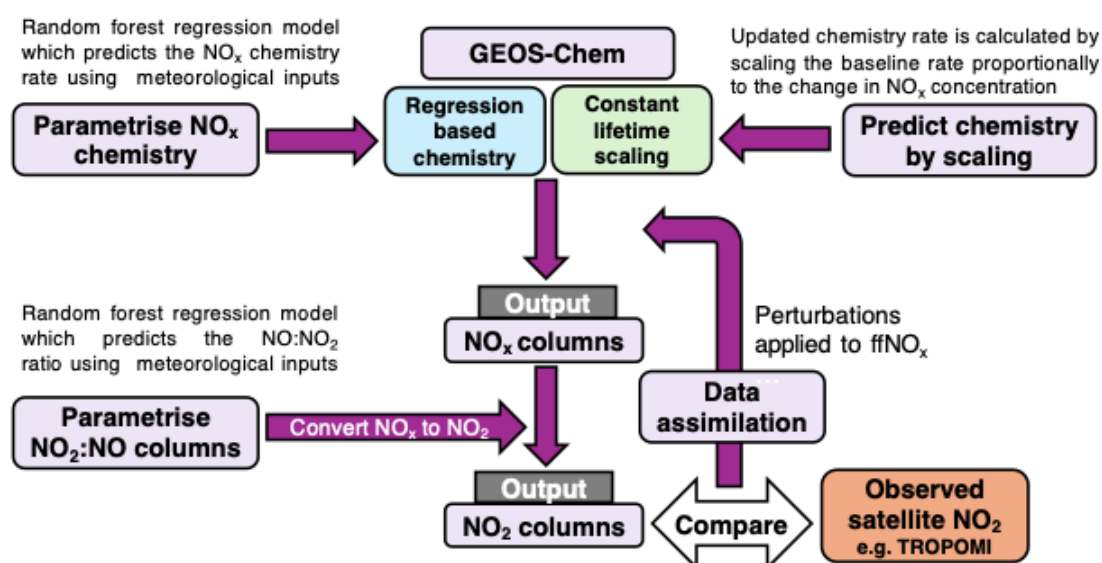 Random forest regression model
which predicts the NOₓ chemistry
rate using meteorological inputs
Parametrise NOₓ
chemistry
GEOS-Chem
Regression
based
chemistry
Constant
lifetime
scaling
Updated chemistry rate is calculated by
scaling the baseline rate proportionally
to the change in NOₓ concentration
Predict chemistry
by scaling
Output
NOₓ columns
Random forest regression model
which predicts the NO:NO₂
ratio using meteorological inputs
Parametrise
NO₂:NO columns
Convert NOₓ to NO₂
Perturbations
applied to ffNOₓ
...
Data
assimilation
Output
NO₂ columns
Compare
Observed
satellite NO₂
e.g. TROPOMI